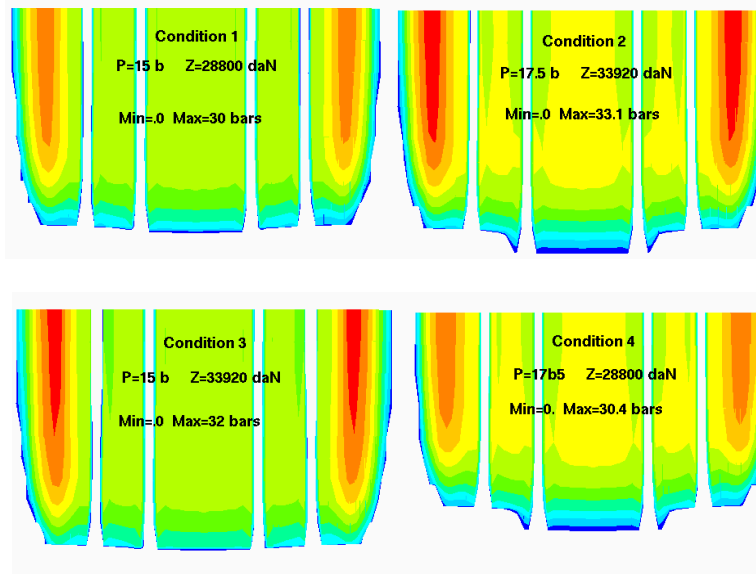 Condition 1
P=15 b Z=28800 daN
Min=.0 Max=30 bars
Condition 2
P=17.5 b Z=33920 daN
Min=.0 Max=33.1 bars
Condition 3
P=15 b Z=33920 daN
Min=.0 Max=32 bars
Condition 4
P=17b5 Z=28800 daN
Min=0. Max=30.4 bars